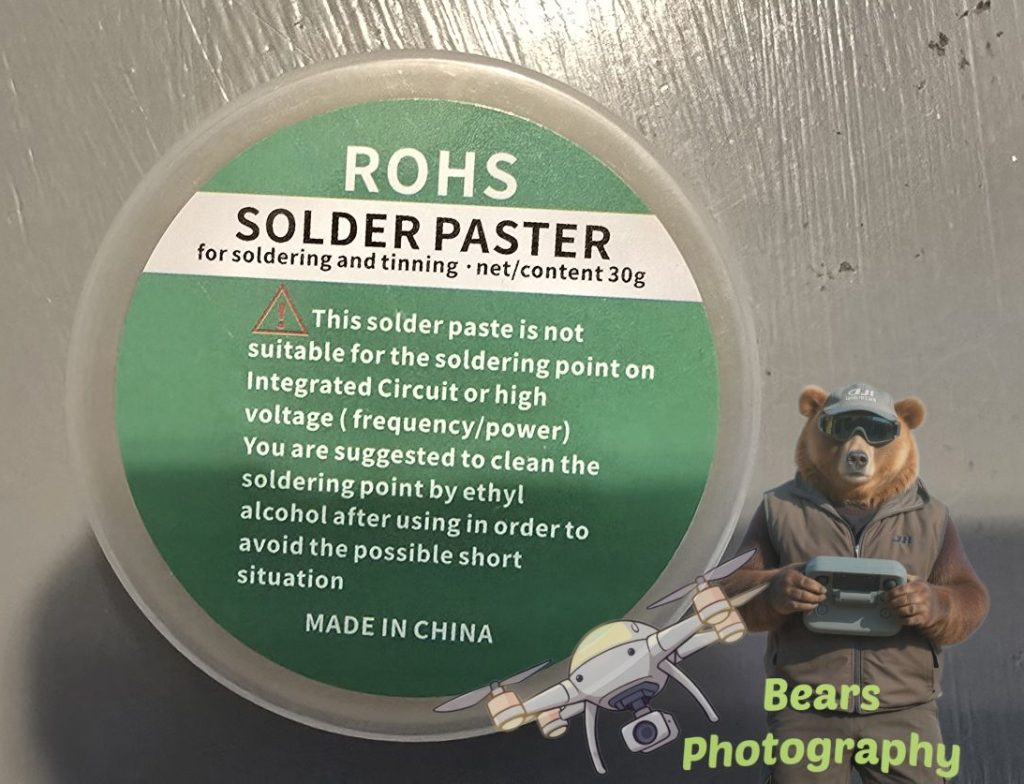 ROHS
SOLDER PASTER
for soldering and tinning · net/content 30g
This solder paste is not
suitable for the soldering point on
Integrated Circuit or high
voltage ( frequency/power)
You are suggested to clean the
soldering point by ethyl
alcohol after using in order to
avoid the possible short
situation
MADE IN CHINA
Bears
Photography